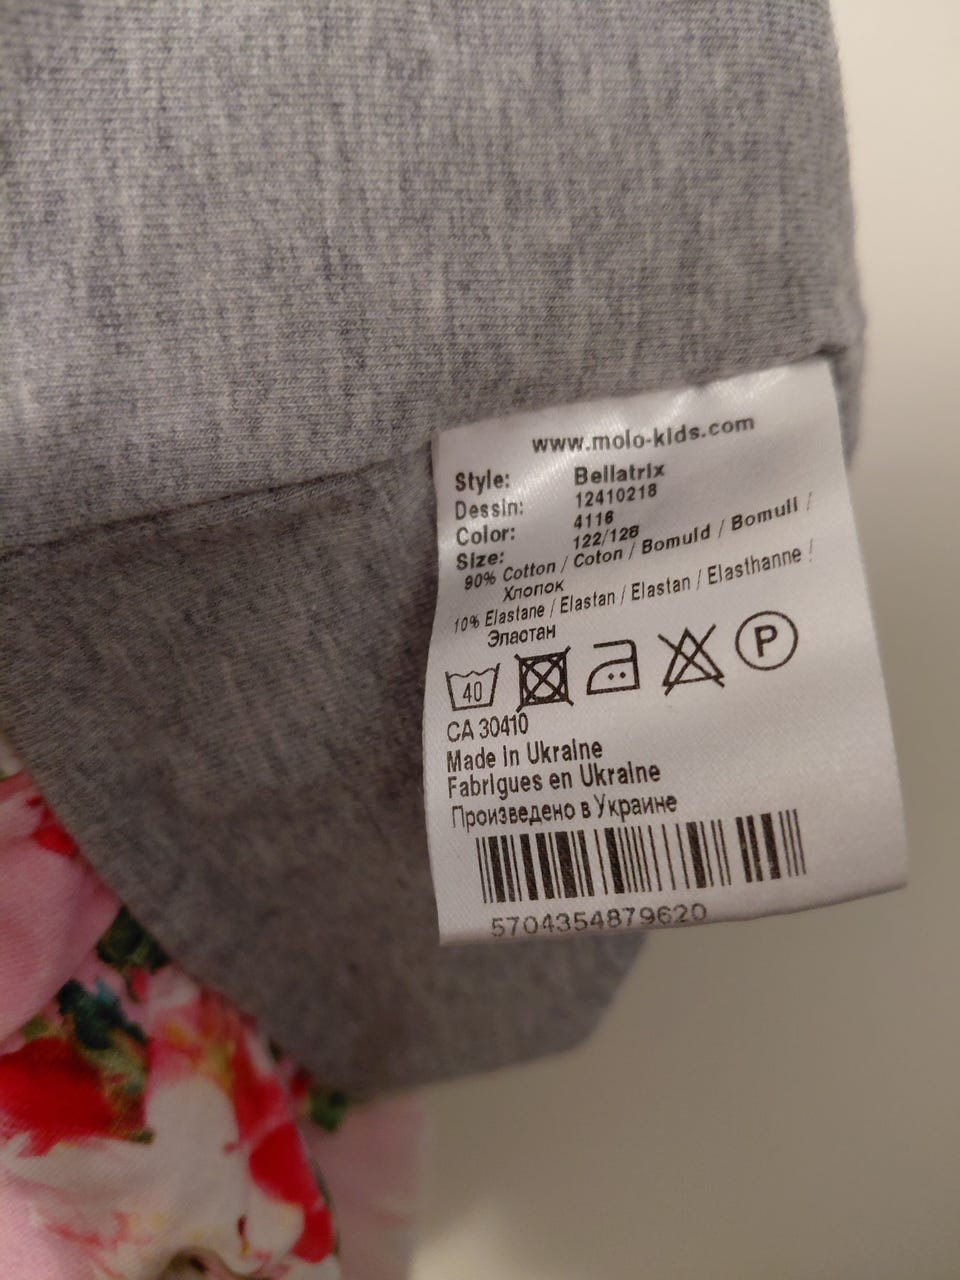 www.molo-kids.com
Style: Bellatrix
Dessin: 12410218
Color: 4116
Size: 122/128
90% Cotton / Coton / Bomuld / Bomull /
Хлопок
10% Elastane / Elastan / Elastan / Elasthanne /
Эластан
40 P
CA 30410
Made in Ukraine
Fabrigues en Ukraine
Произведено в Украине
5704354879620